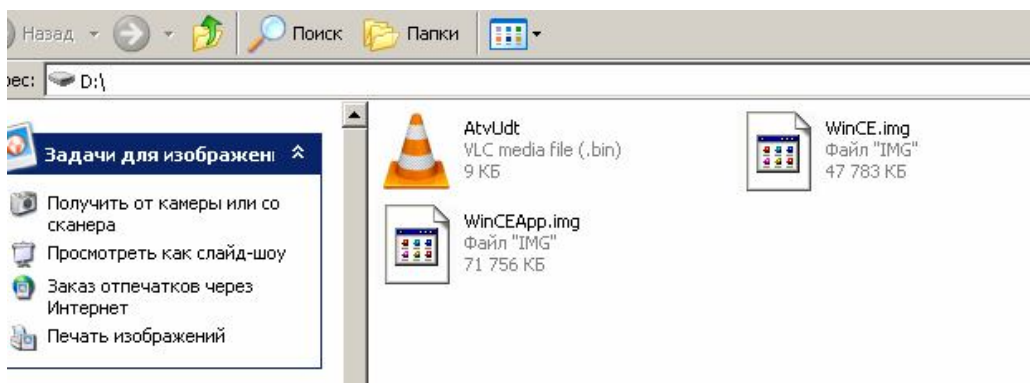 Назад
Поиск
Папки
рес:
D:\
Задачи для изображени
Получить от камеры или со
сканера
Просмотреть как слайд-шоу
Заказ отпечатков через
Интернет
Печать изображений
AtvUdt
VLC media file (.bin)
9 КБ
WinCE.img
Файл "IMG"
47 783 КБ
WinCEApp.img
Файл "IMG"
71 756 КБ